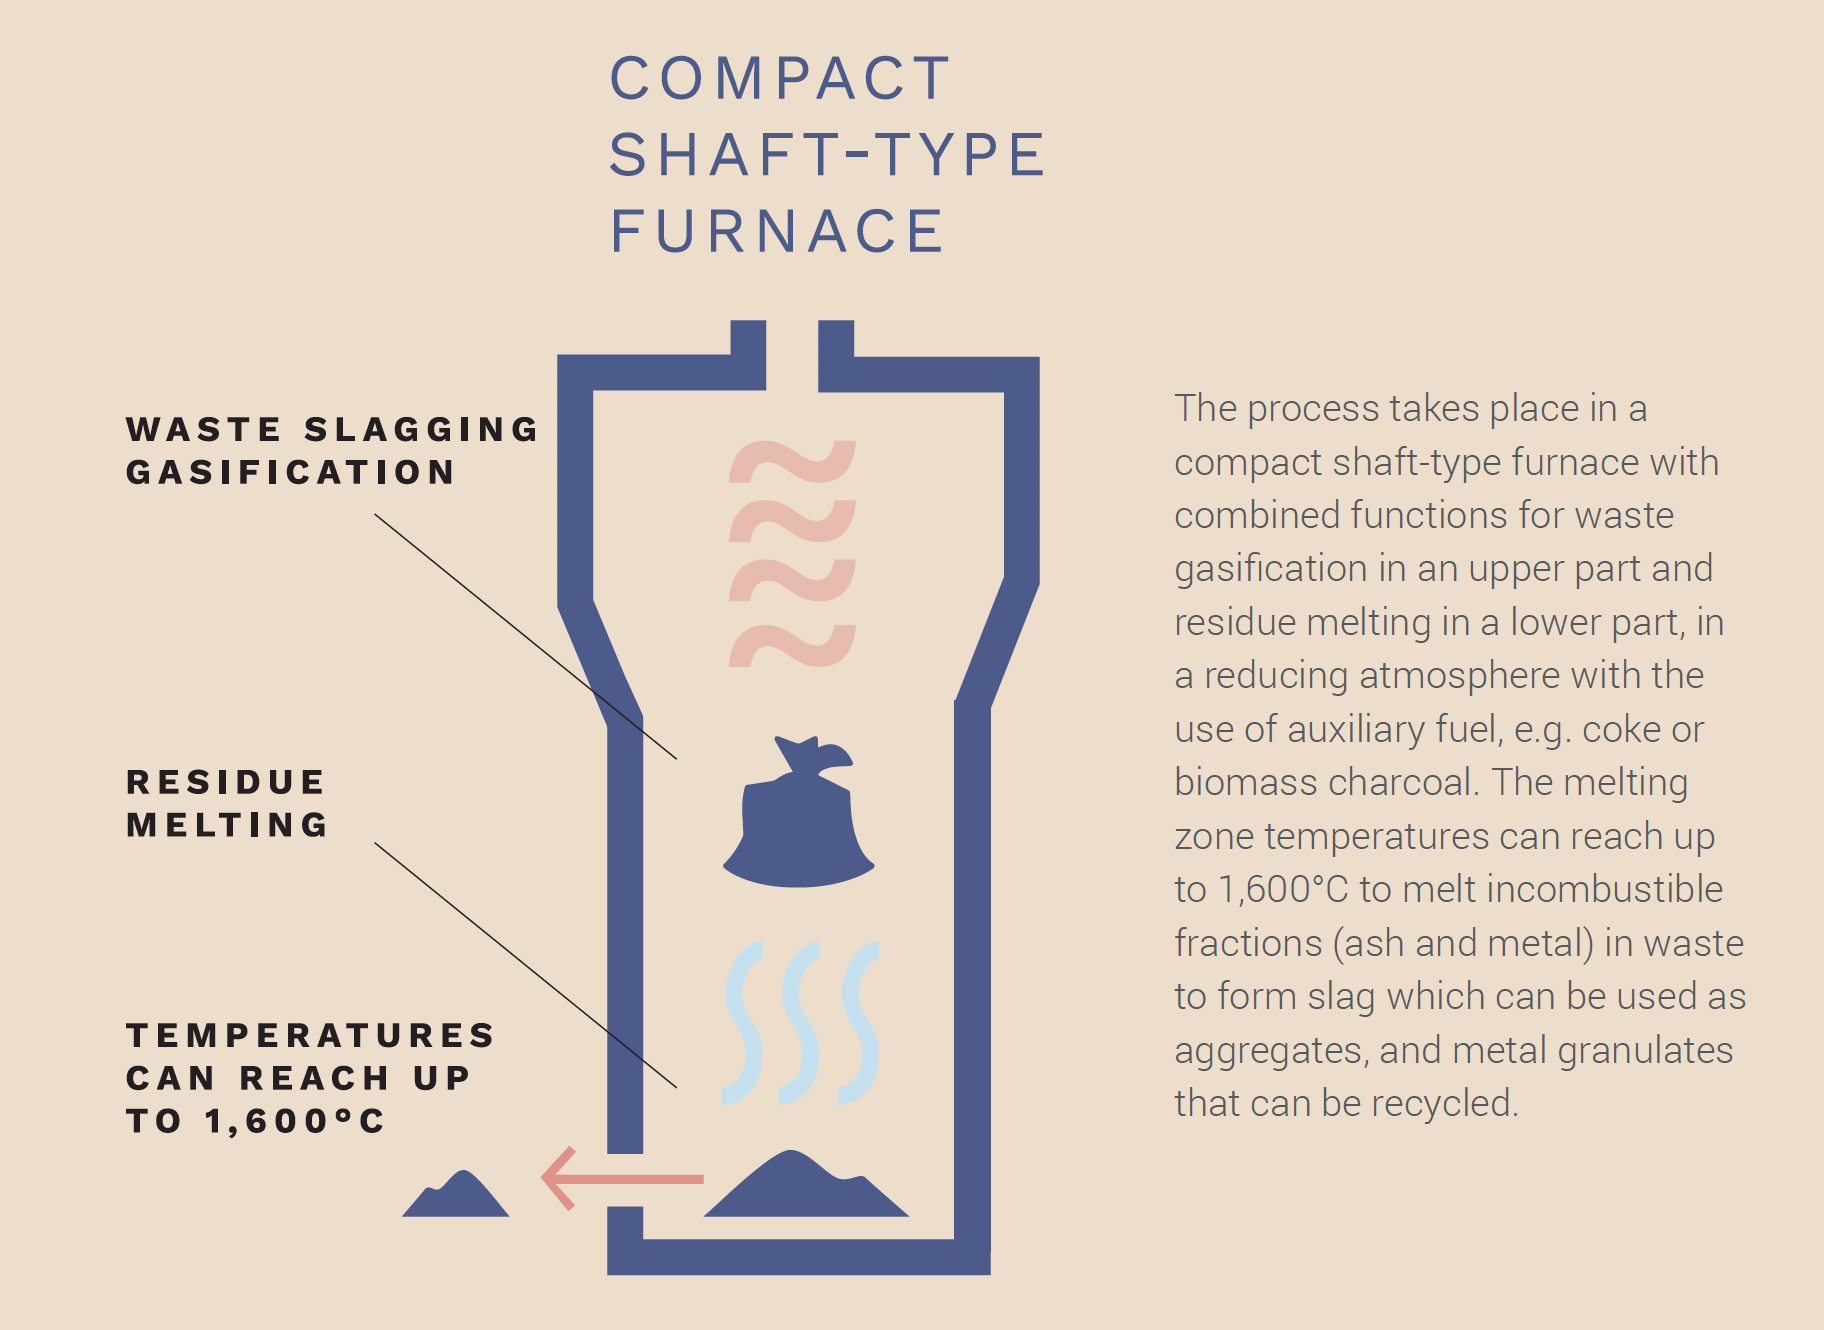 COMPACT
SHAFT-TYPE
FURNACE
WASTE SLAGGING
GASIFICATION
RESIDUE
MELTING
TEMPERATURES
CAN REACH UP
TO 1,600°C
The process takes place in a
compact shaft-type furnace with
combined functions for waste
gasification in an upper part and
residue melting in a lower part, in
a reducing atmosphere with the
use of auxiliary fuel, e.g. coke or
biomass charcoal. The melting
zone temperatures can reach up
to 1,600°C to melt incombustible
fractions (ash and metal) in waste
to form slag which can be used as
aggregates, and metal granulates
that can be recycled.